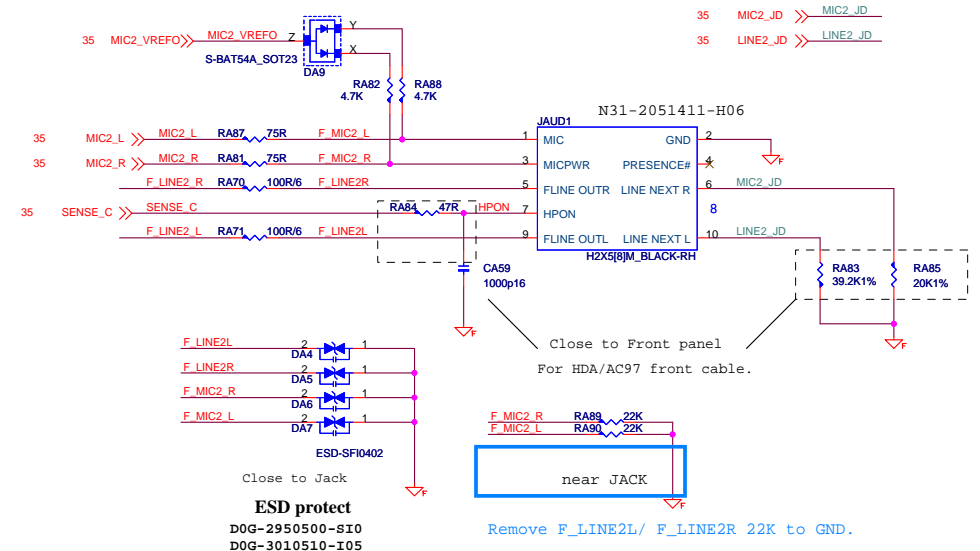 35 MIC2_JD MIC2_JD
35 LINE2_JD LINE2_JD
35 MIC2_VREFO MIC2_VREFO Z Y X
S-BAT54A_SOT23
DA9
RA82 4.7K
RA88 4.7K
N31-2051411-H06
JAUD1
35 MIC2_L MIC2_L RA87 75R F_MIC2_L 1 MIC GND 2 F
35 MIC2_R MIC2_R RA81 75R F_MIC2_R 3 MICPWR PRESENCE# 4
F_LINE2_R RA70 100R/6 F_LINE2R 5 FLINE OUTR LINE NEXT R 6 MIC2_JD
35 SENSE_C SENSE_C RA84 47R HPON 7 HPON 8
F_LINE2_L RA71 100R/6 F_LINE2L 9 FLINE OUTL LINE NEXT L 10 LINE2_JD
H2X5[8]M_BLACK-RH
CA59
1000p16
F
RA83
39.2K1%
RA85
20K1%
F
Close to Front panel
For HDA/AC97 front cable.
F_LINE2L 2 DA4 1
F_LINE2R 2 DA5 1
F_MIC2_R 2 DA6 1
F_MIC2_L 2 DA7 1
ESD-SFI0402
F
Close to Jack
ESD protect
D0G-2950500-SI0
D0G-3010510-I05
F_MIC2_R RA89 22K
F_MIC2_L RA90 22K
near JACK
F
Remove F_LINE2L/ F_LINE2R 22K to GND.